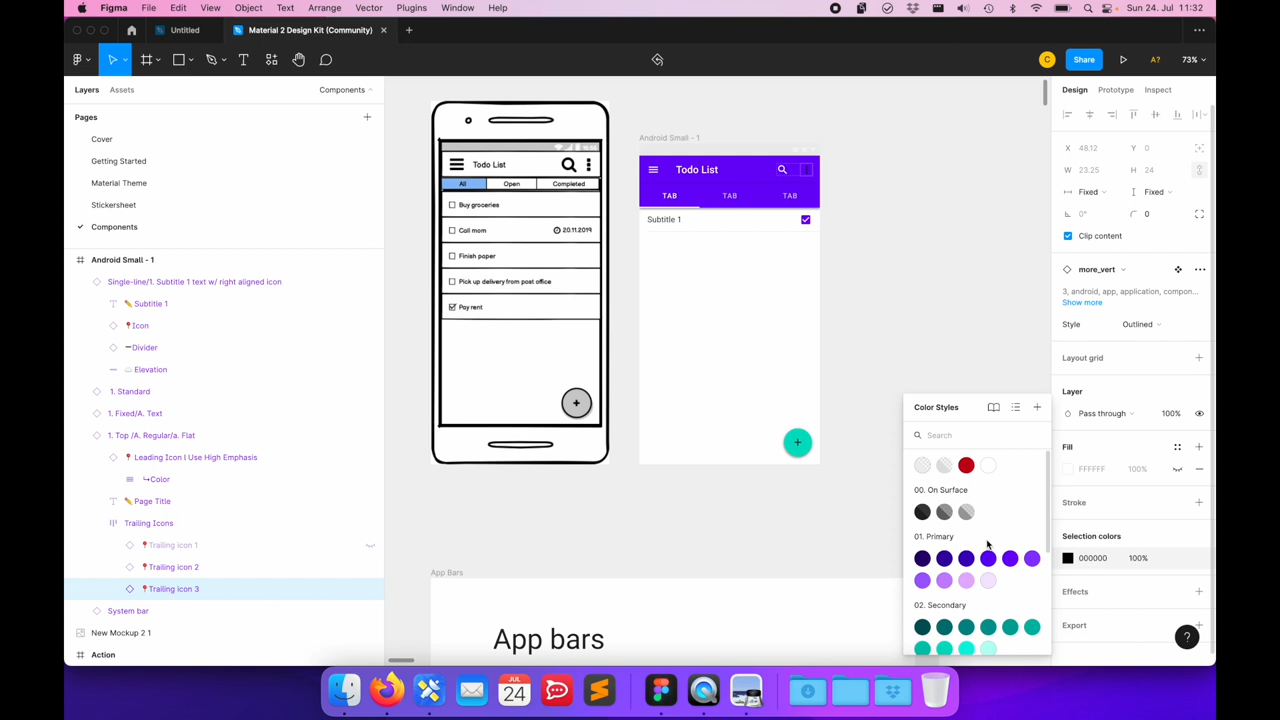 Figma File Edit View Object Text Arrange Vector Plugins Window Help
Sun 24. Jul 11:32
Untitled
Material 2 Design Kit (Community)
C
Share
A?
73%
Layers Assets Components
Pages
Cover
Getting Started
Material Theme
Stickersheet
Components
Android Small - 1
Single-line/1. Subtitle 1 text w/ right aligned icon
Subtitle 1
Icon
Divider
Elevation
1. Standard
1. Fixed/A. Text
1. Top /A. Regular/a. Flat
Leading Icon I Use High Emphasis
↪Color
Page Title
Trailing Icons
Trailing icon 1
Trailing icon 2
Trailing icon 3
System bar
New Mockup 2 1
Action
Todo List
All Open Completed
Buy groceries
Call mom 20.11.2019
Finish paper
Pick up delivery from post office
Pay rent
+
Android Small - 1
Todo List
TAB TAB TAB
Subtitle 1
+
App Bars
App bars
Color Styles
Search
00. On Surface
01. Primary
02. Secondary
Design Prototype Inspect
X 48.12 Y 0
W 23.25 H 24
Fixed Fixed
0° 0
Clip content
more_vert
3, android, app, application, compon...
Show more
Style Outlined
Layout grid
Layer
Pass through 100%
Fill
FFFFFF 100%
Stroke
Selection colors
000000 100%
Effects
Export
?
JUL
24